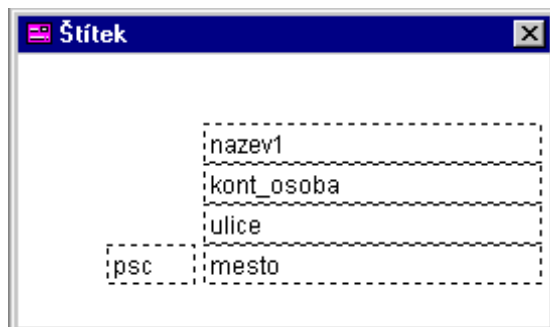 Štítek
nazev1
kont_osoba
ulice
psc mesto